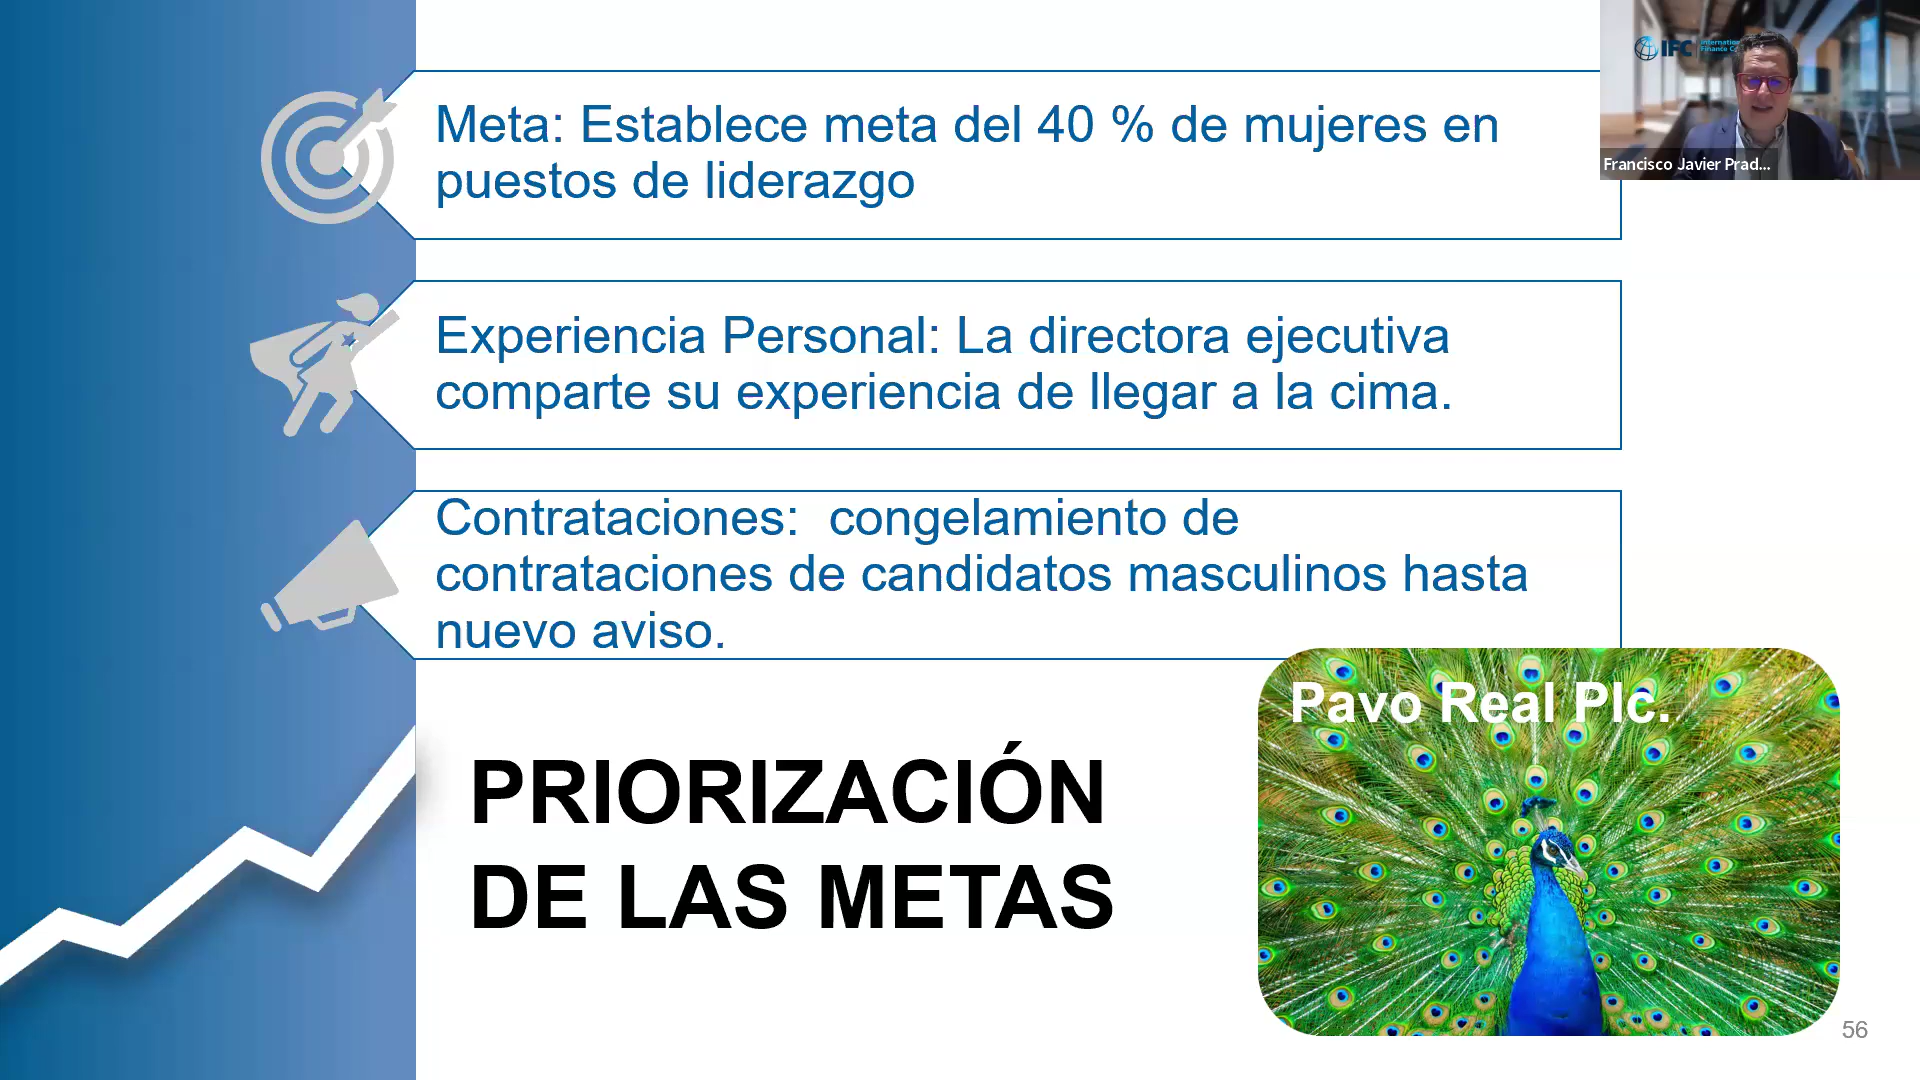 IFC International
Finance C
Francisco Javier Prad...
Meta: Establece meta del 40 % de mujeres en
puestos de liderazgo
Experiencia Personal: La directora ejecutiva
comparte su experiencia de llegar a la cima.
Contrataciones:  congelamiento de
contrataciones de candidatos masculinos hasta
nuevo aviso.
PRIORIZACIÓN
DE LAS METAS
Pavo Real Plc.
56